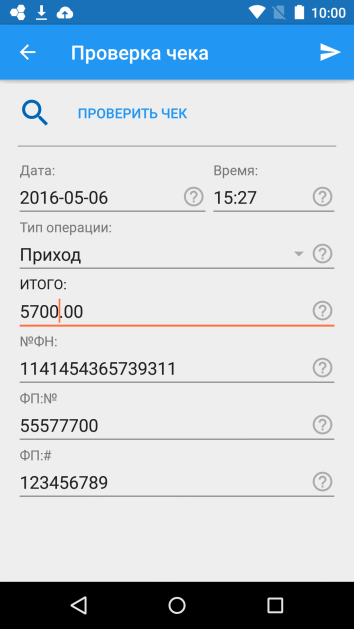 10:00
Проверка чека
ПРОВЕРИТЬ ЧЕК
Дата: Время:
2016-05-06 15:27
Тип операции:
Приход
ИТОГО:
5700.00
№ФН:
1141454365739311
ФП:№
55577700
ФП:#
123456789